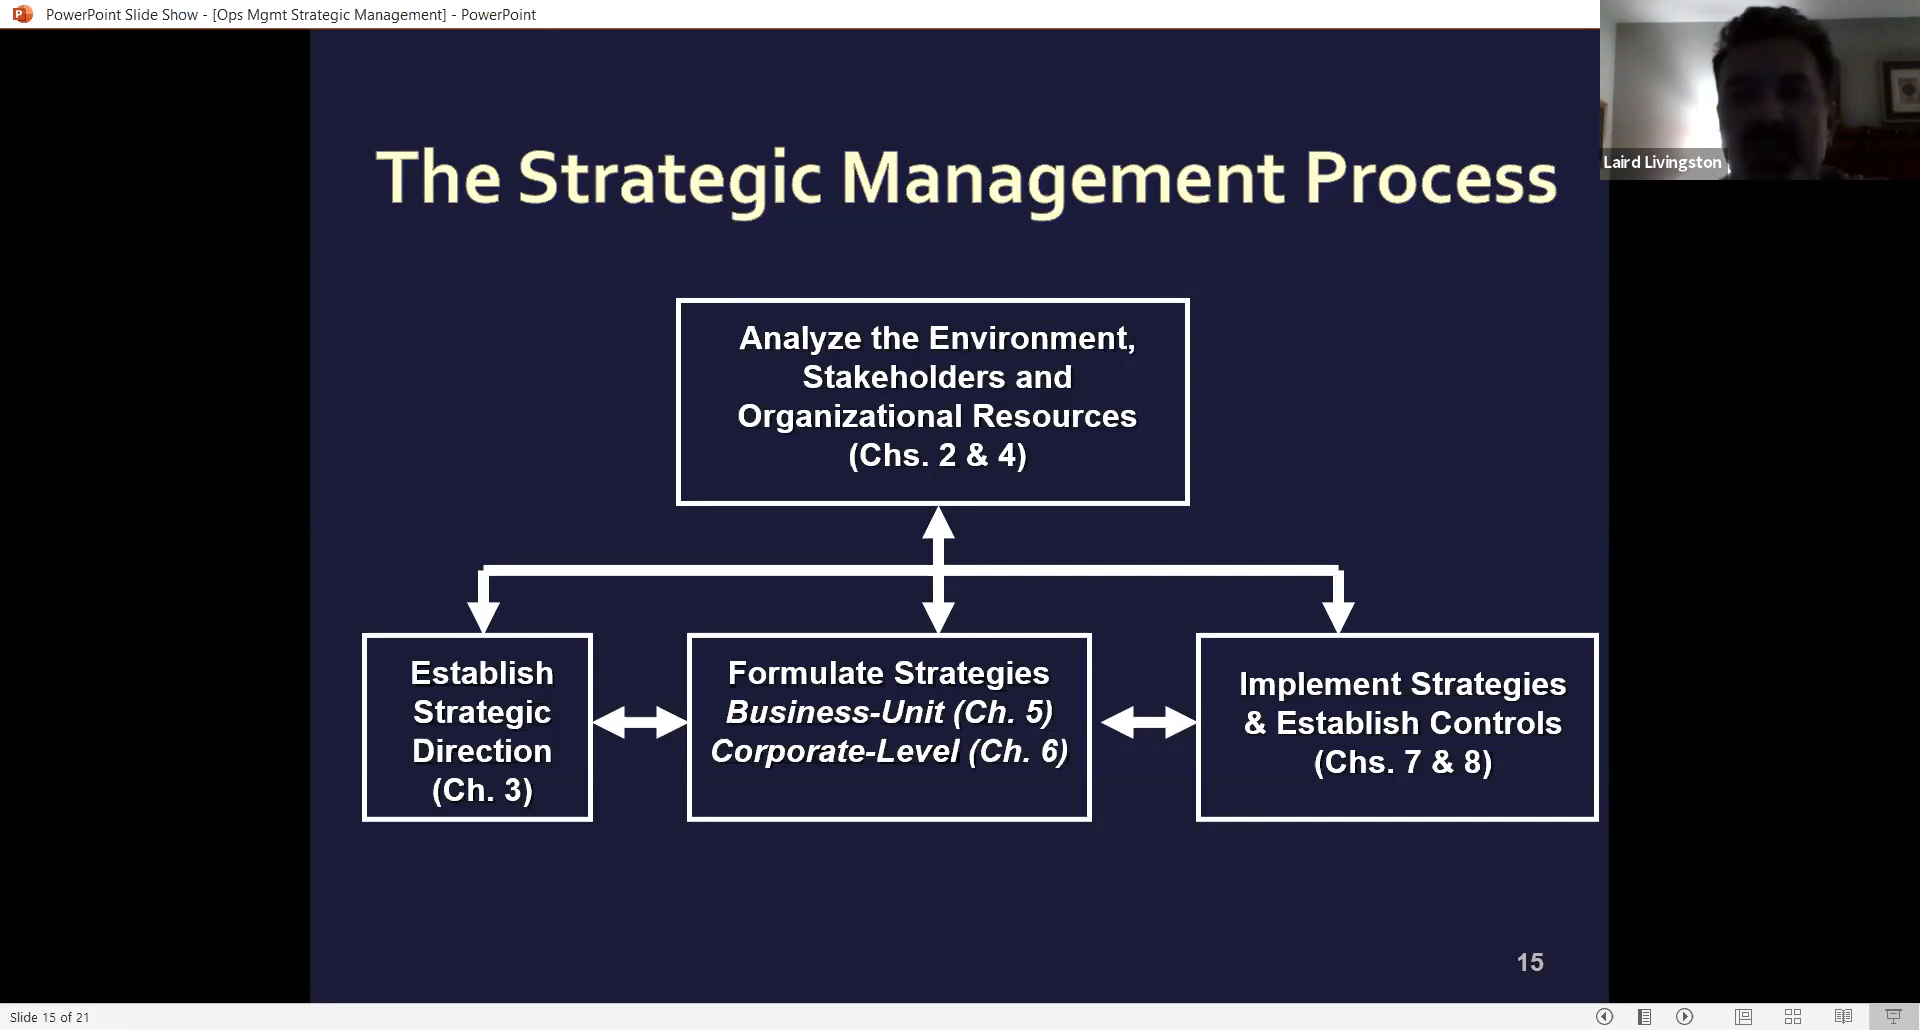 PowerPoint Slide Show - [Ops Mgmt Strategic Management] - PowerPoint
Laird Livingston
The Strategic Management Process
Analyze the Environment,
Stakeholders and
Organizational Resources
(Chs. 2 & 4)
Establish
Strategic
Direction
(Ch. 3)
Formulate Strategies
Business-Unit (Ch. 5)
Corporate-Level (Ch. 6)
Implement Strategies
& Establish Controls
(Chs. 7 & 8)
15
Slide 15 of 21